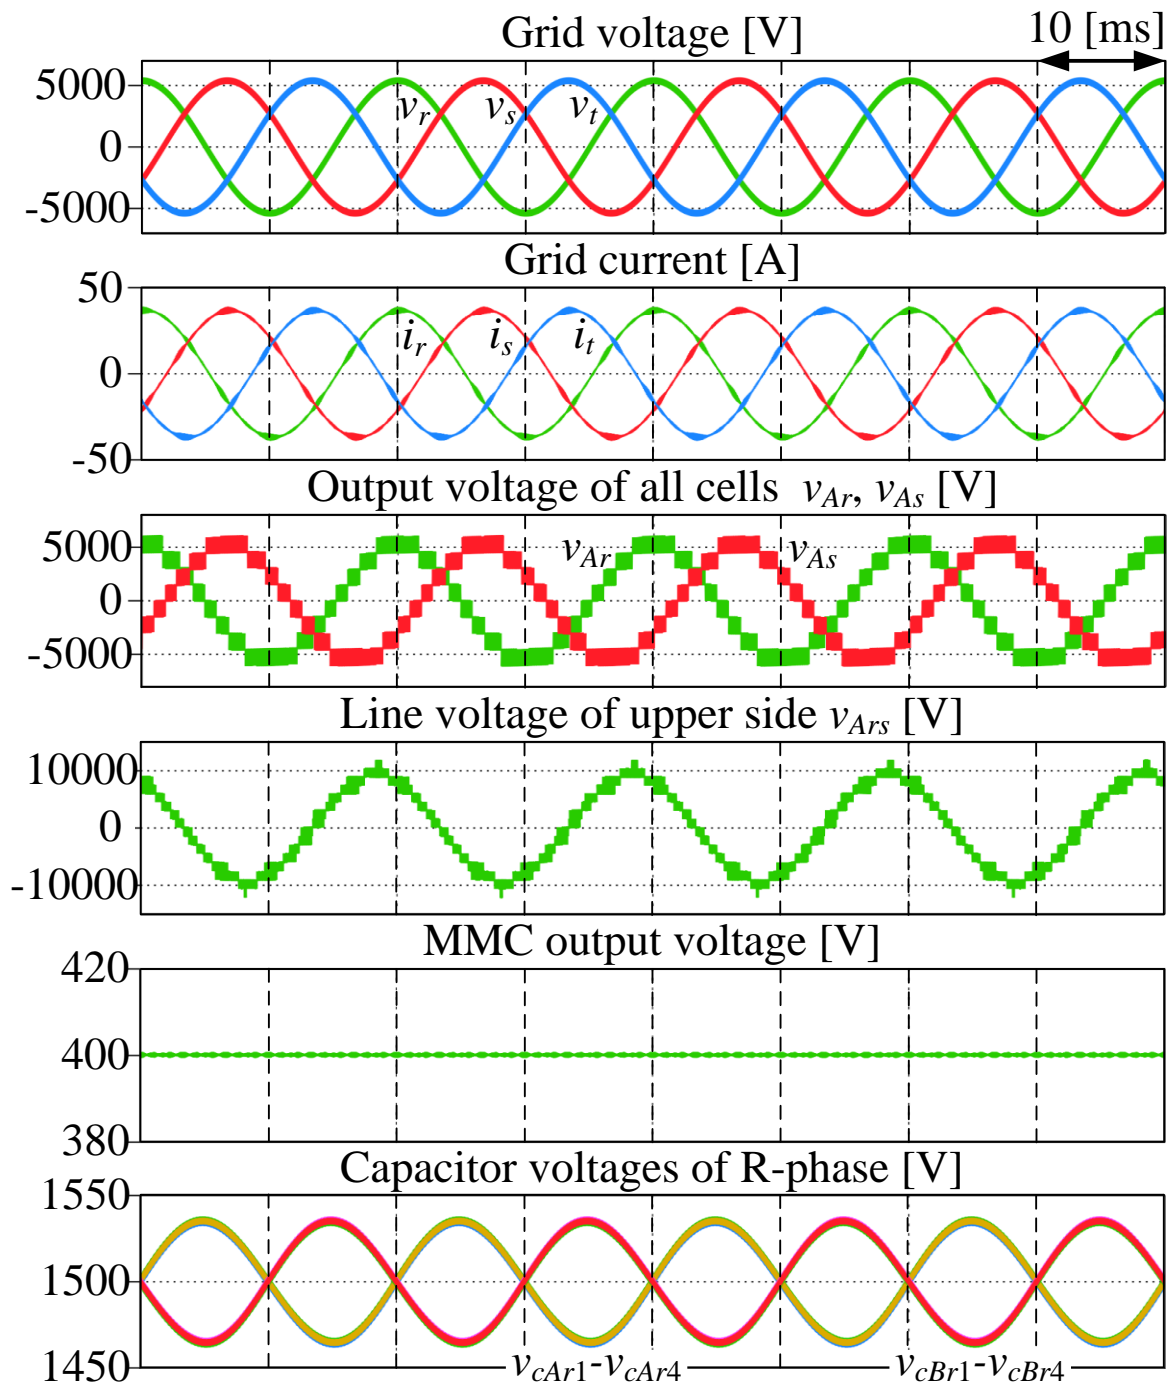 Grid voltage [V]
10 [ms]
5000
0
-5000
v_r
v_s
v_t
Grid current [A]
50
0
-50
i_r
i_s
i_t
Output voltage of all cells v_Ar, v_As [V]
5000
0
-5000
v_Ar
v_As
Line voltage of upper side v_Ars [V]
10000
0
-10000
MMC output voltage [V]
420
400
380
Capacitor voltages of R-phase [V]
1550
1500
1450
v_cAr1-v_cAr4
v_cBr1-v_cBr4